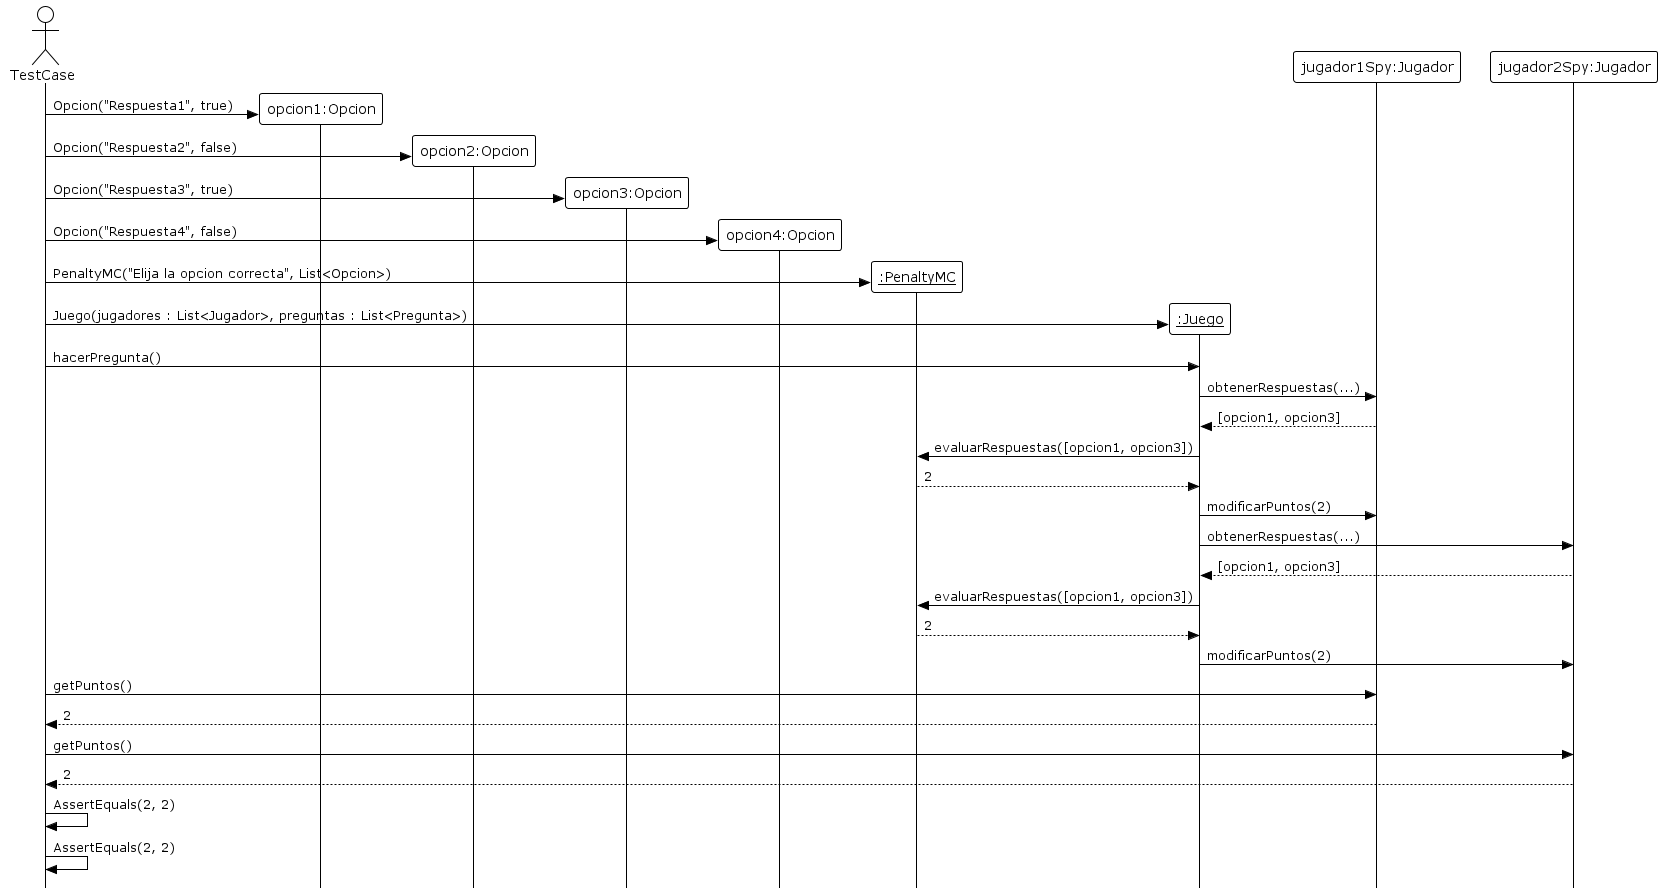 TestCase
jugador1Spy:Jugador
jugador2Spy:Jugador
Opcion("Respuesta1", true)
opcion1:Opcion
Opcion("Respuesta2", false)
opcion2:Opcion
Opcion("Respuesta3", true)
opcion3:Opcion
Opcion("Respuesta4", false)
opcion4:Opcion
PenaltyMC("Elija la opcion correcta", List<Opcion>)
:PenaltyMC
Juego(jugadores : List<Jugador>, preguntas : List<Pregunta>)
:Juego
hacerPregunta()
obtenerRespuestas(...)
[opcion1, opcion3]
evaluarRespuestas([opcion1, opcion3])
2
modificarPuntos(2)
obtenerRespuestas(...)
[opcion1, opcion3]
evaluarRespuestas([opcion1, opcion3])
2
modificarPuntos(2)
getPuntos()
2
getPuntos()
2
AssertEquals(2, 2)
AssertEquals(2, 2)